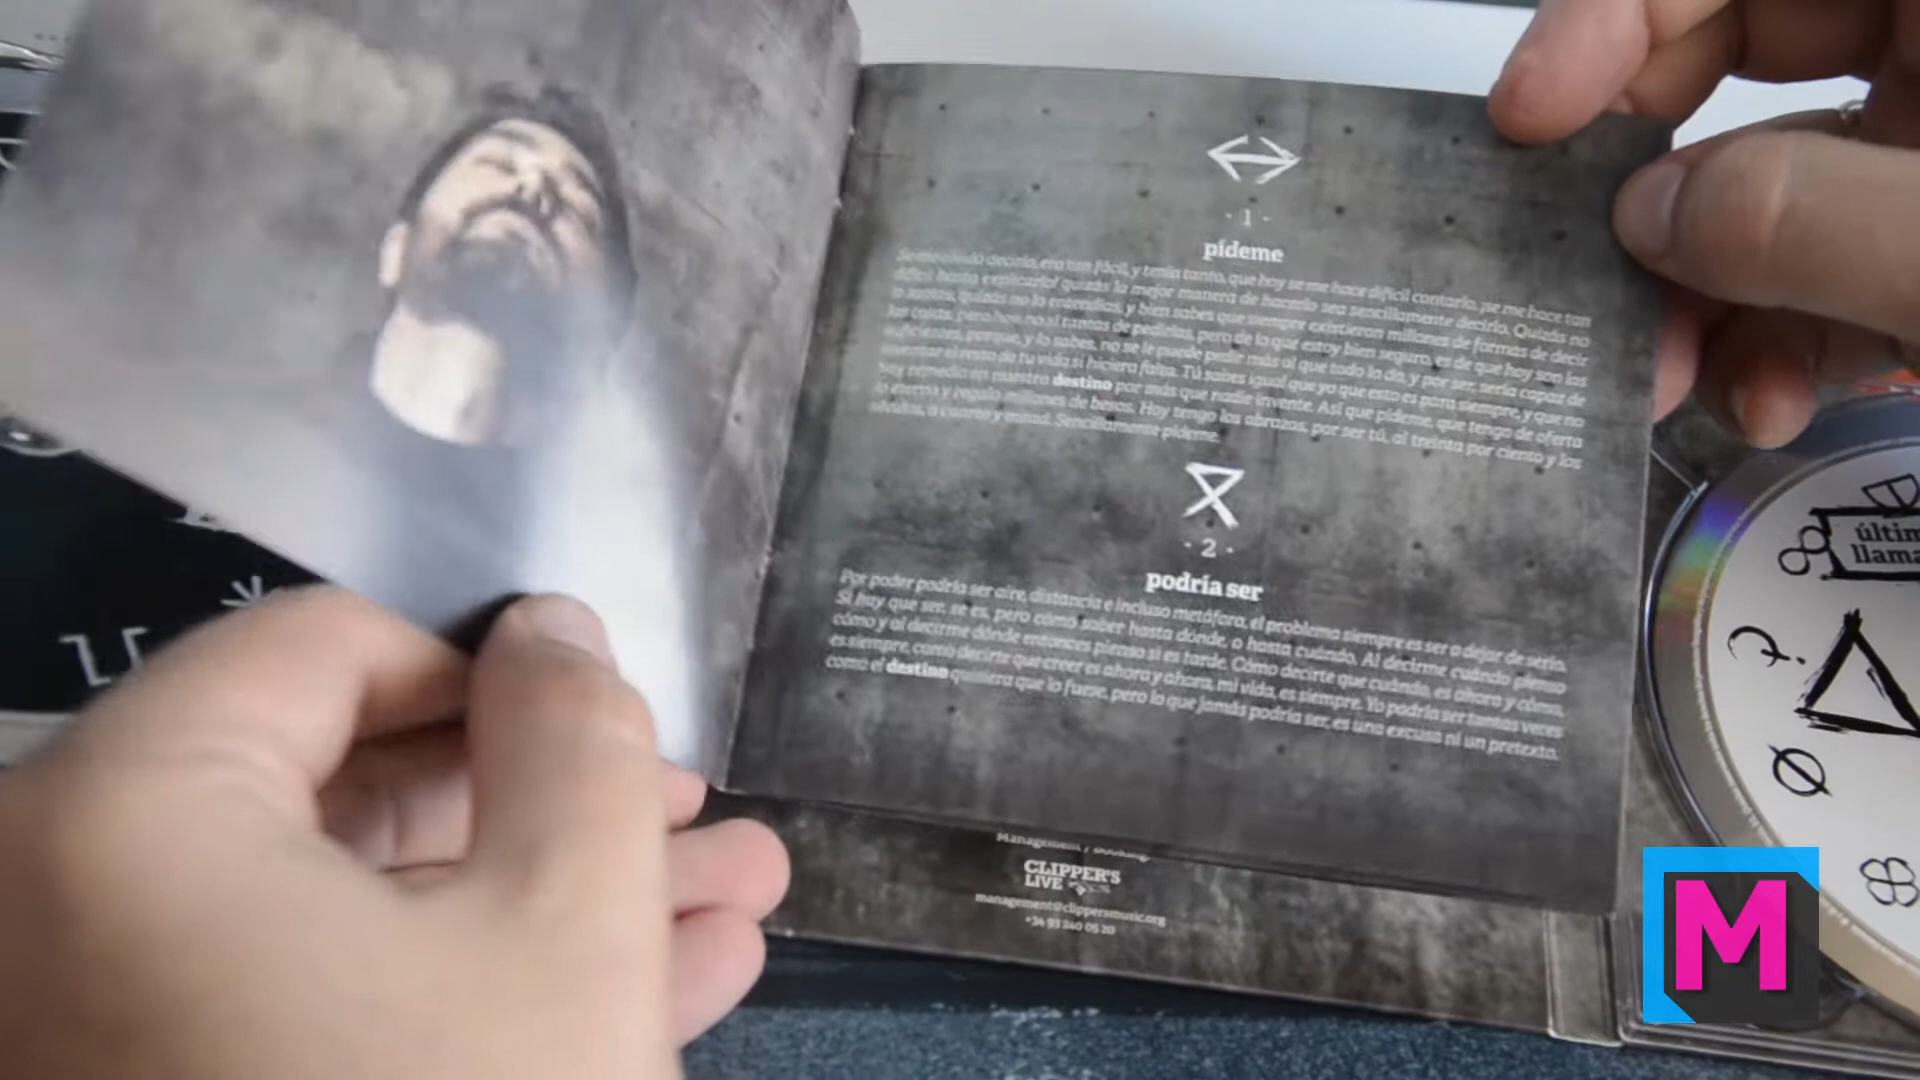 · 1 ·
pídeme
decirlo, era tan fácil, y tenía tanto, que hoy se me hace difícil contarlo, ¡se me hace tan
difícil hasta explicarlo! quizás la mejor manera de hacerlo sea sencillamente decirlo. Quizás no
lo sientas, quizás no lo entendías, y bien sabes que siempre existieran millones de formas de decir
las cosas, pero hoy no sé tantas de pedirlas, pero de lo que estoy bien seguro, es de que hoy son las
suficientes, porque, y lo sabes, no se le puede pedir más al que todo la da, y por ser, sería capaz de
inventar el resto de tu vida si hiciera falta. Tú sabes igual que yo que esto es para siempre, y que no
hay remedio en nuestro destino por más que nadie invente. Así que pídeme, que tengo de oferta
lo eterno y regalo millones de besos. Hoy tengo los abrazos, por ser tú, al treinta por ciento y los
olvidos, a cuarto y mitad. Sencillamente pídeme.
· 2 ·
podría ser
Por poder podría ser aire, distancia e incluso metáfora, el problema siempre es ser o dejar de serlo.
Si hay que ser, se es, pero cómo saber hasta dónde, o hasta cuándo. Al decirme cuándo pienso
cómo y al decirme dónde entonces pienso si es tarde. Cómo decirte que cuándo, es ahora y cómo,
es siempre, como decirte que creer es ahora y ahora, mi vida, es siempre. Yo podría ser tantas veces
como el destino quisiera que lo fuese, pero lo que jamás podría ser, es una excusa ni un pretexto.
Management / Booking:
CLIPPER'S
LIVE
management@clippersmusic.org
+34 93 240 05 20
últim
llama
M